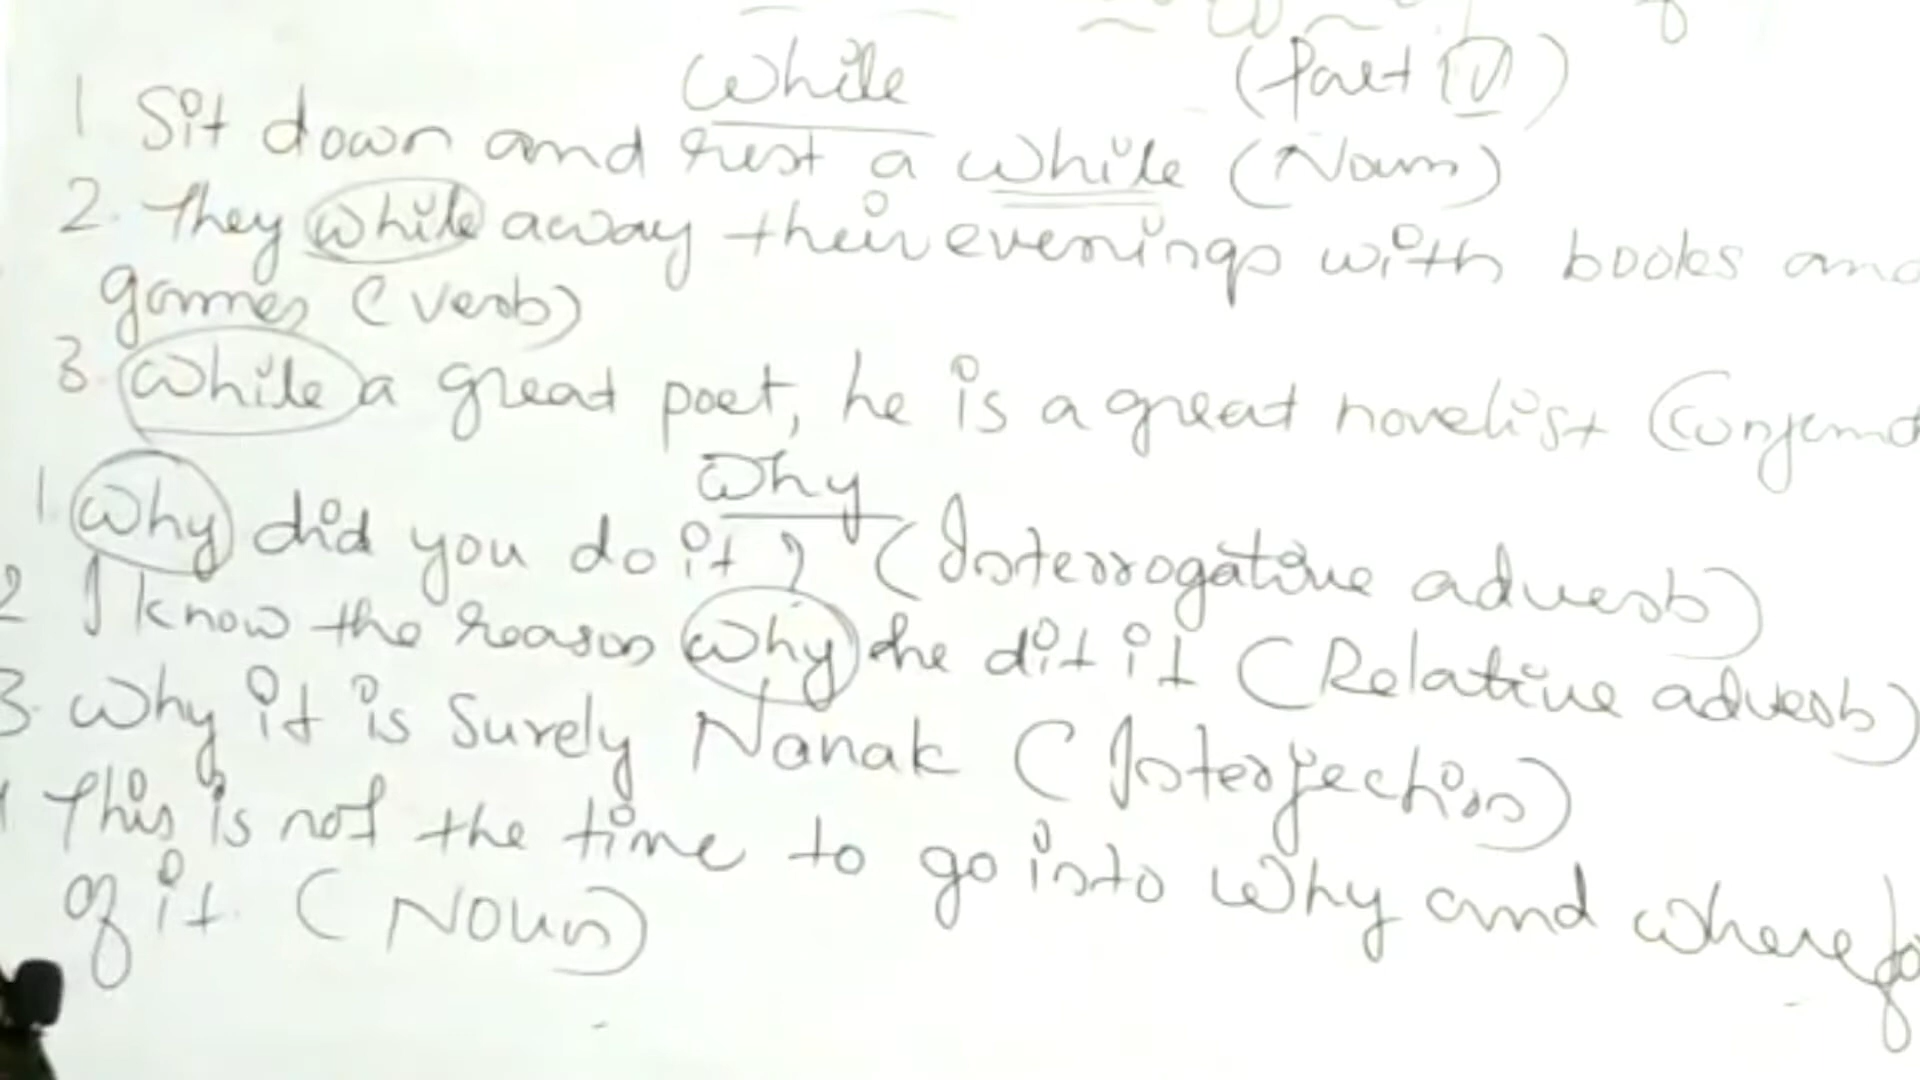 While (Part IV)
1 Sit down and rest a while (Noun)
2. They while away their evenings with books and
games (verb)
3. While a great poet, he is a great novelist (Conjunct
Why
1 Why did you do it? (Interrogative adverb)
2 I know the reason why he dit it (Relative adverb)
3. Why it is Surely Nanak (Interjection)
This is not the time to go into why and wherefo
of it. (Noun)